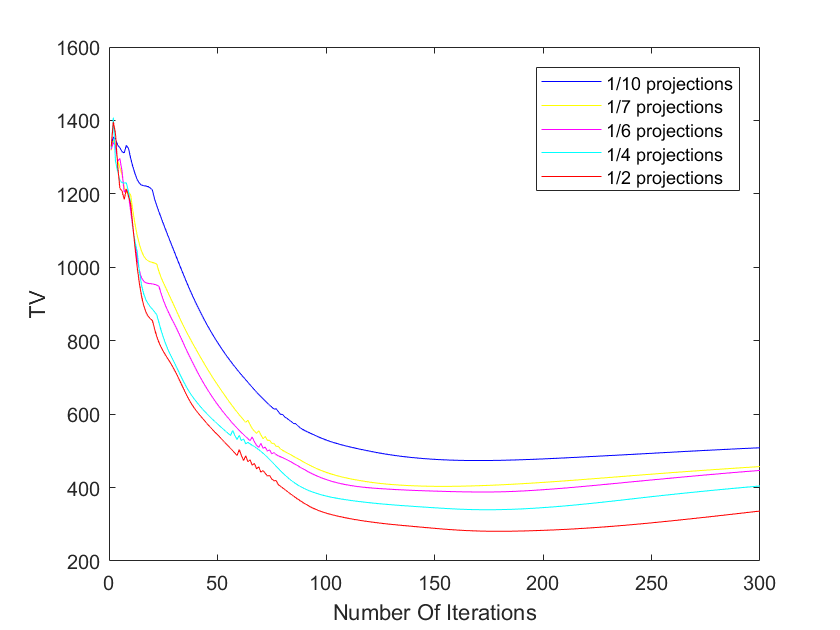 1600
1400
1200
1000
800
600
400
200
TV
1/10 projections
1/7 projections
1/6 projections
1/4 projections
1/2 projections
0 50 100 150 200 250 300
Number Of Iterations